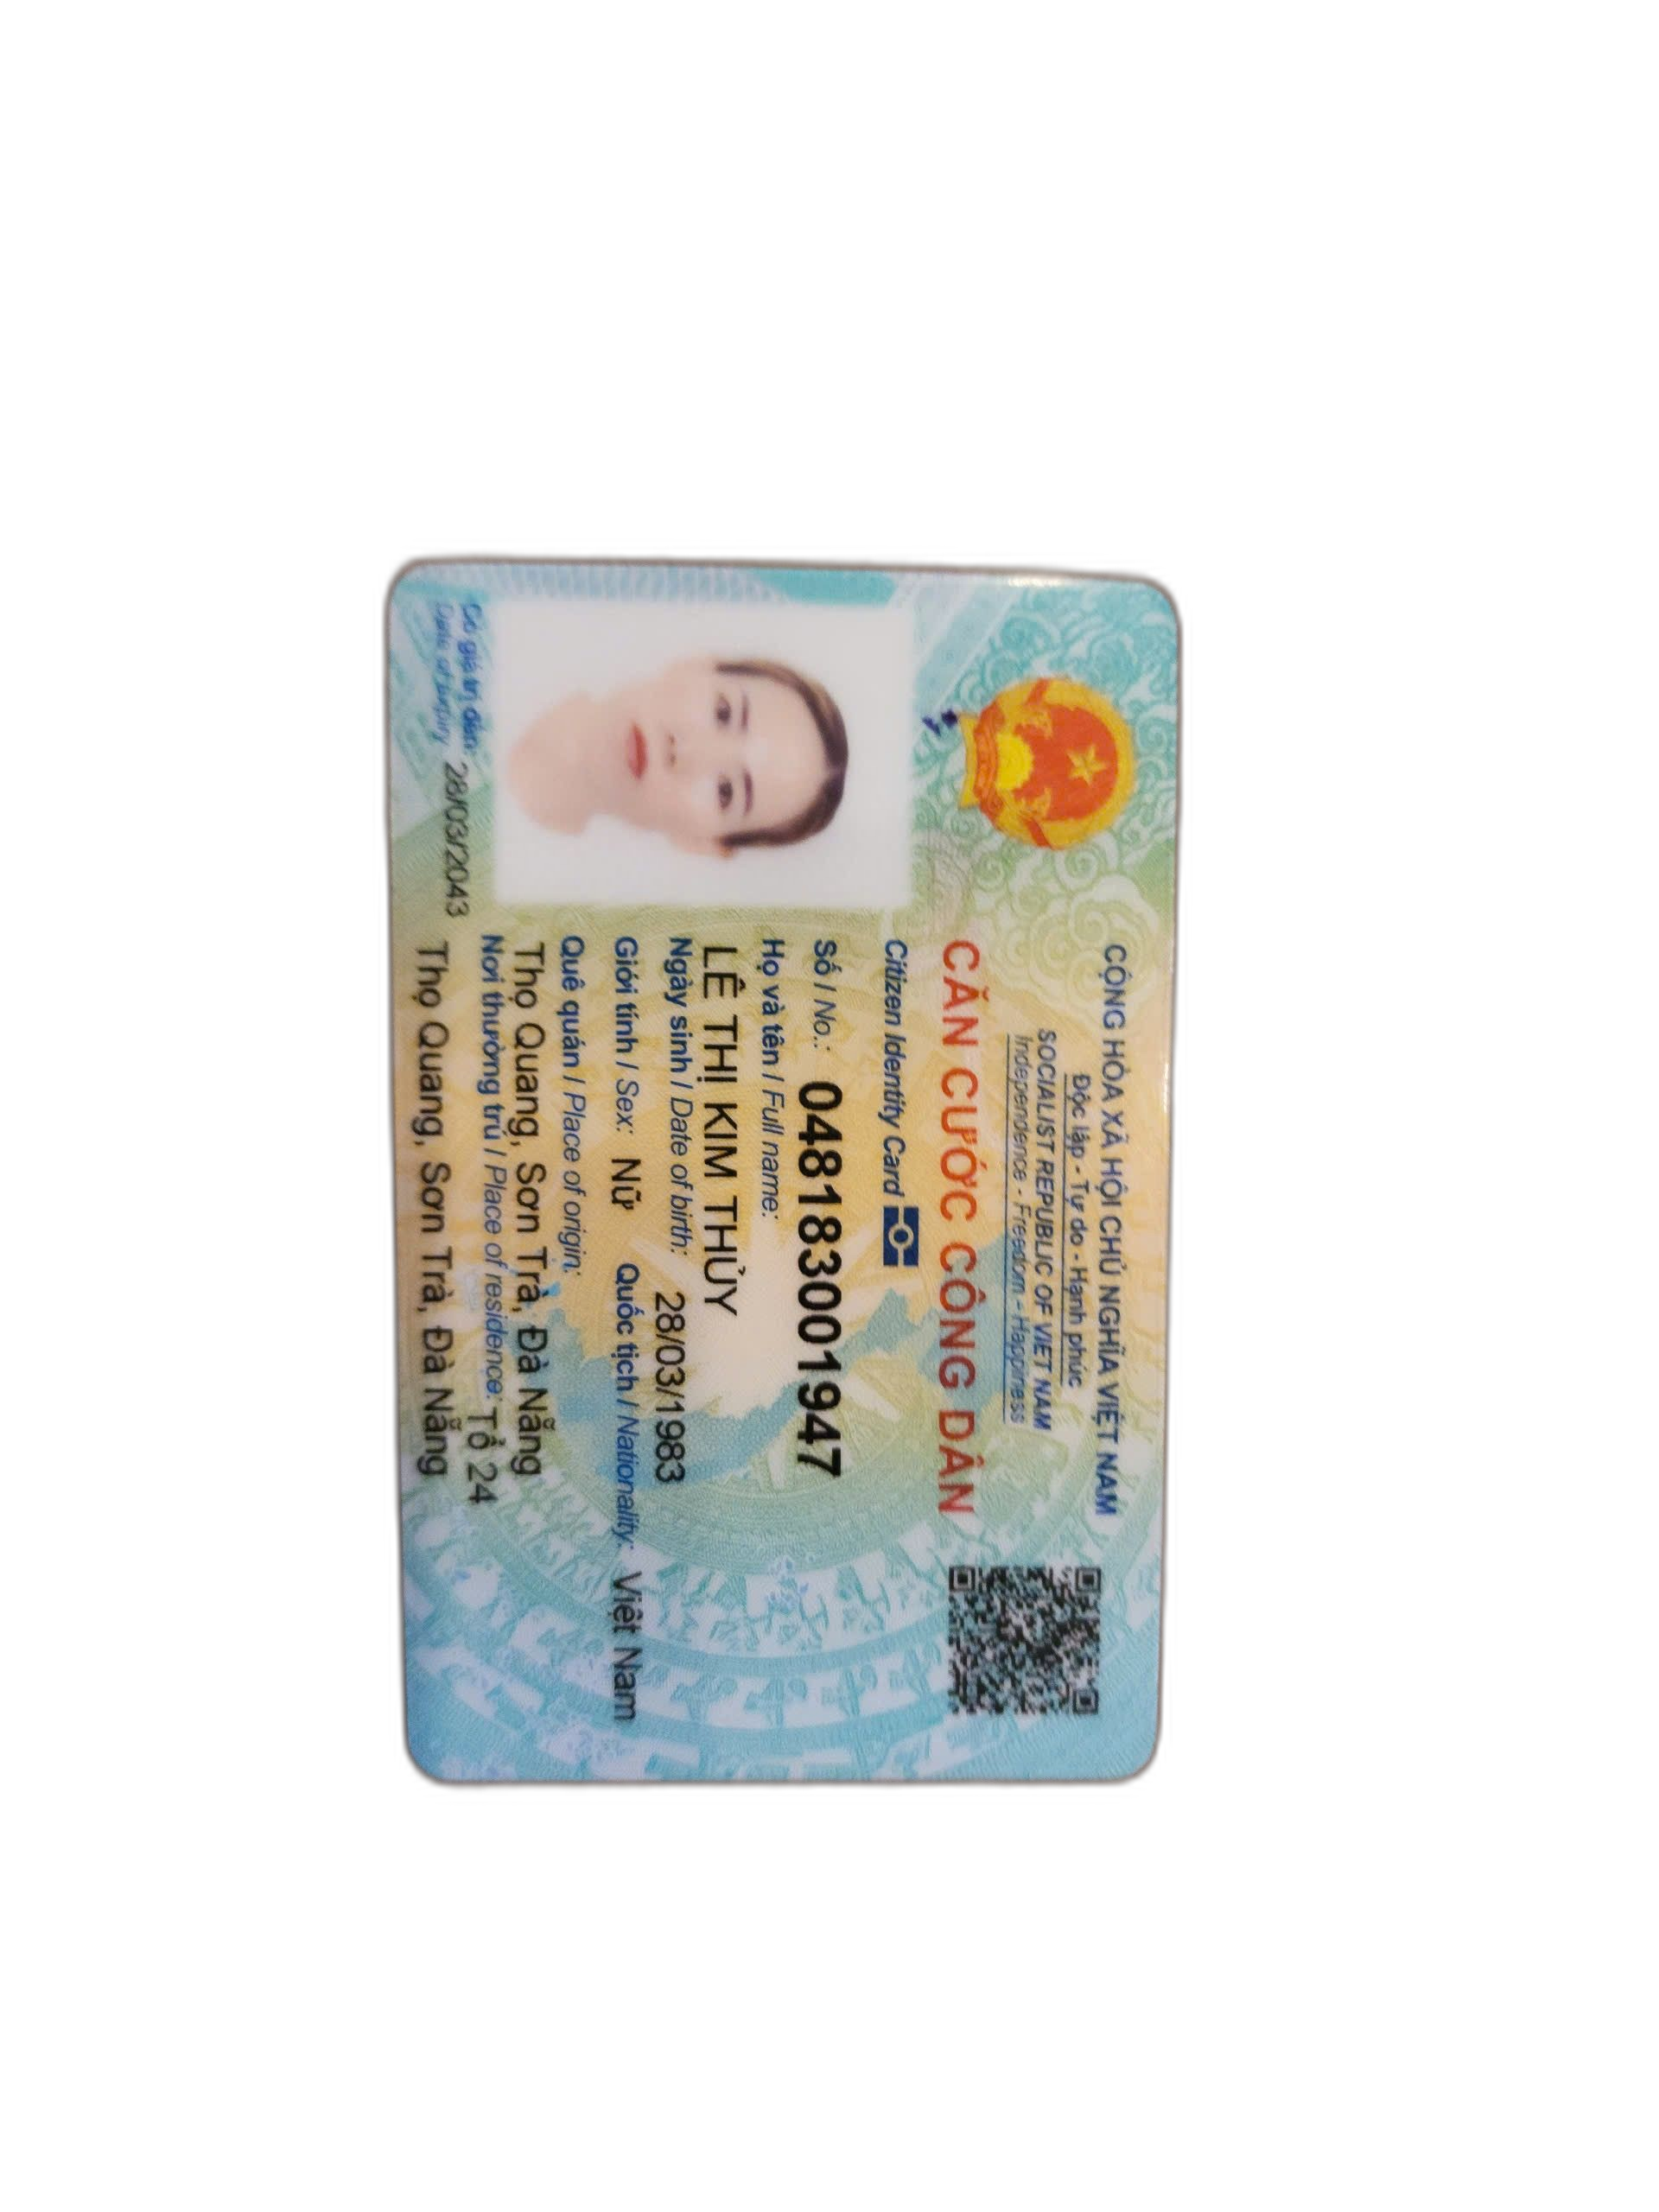 CỘNG HÒA XÃ HỘI CHỦ NGHĨA VIỆT NAM
Độc lập - Tự do - Hạnh phúc
SOCIALIST REPUBLIC OF VIET NAM
Independence - Freedom - Happiness
CĂN CƯỚC CÔNG DÂN
Citizen Identity Card
Số / No.: 048183001947
Họ và tên / Full name:
LÊ THỊ KIM THỦY
Ngày sinh / Date of birth: 28/03/1983
Giới tính / Sex: Nữ Quốc tịch / Nationality: Việt Nam
Quê quán / Place of origin:
Thọ Quang, Sơn Trà, Đà Nẵng
Nơi thường trú / Place of residence: Tổ 24
Thọ Quang, Sơn Trà, Đà Nẵng
Có giá trị đến: 28/03/2043
Date of expiry